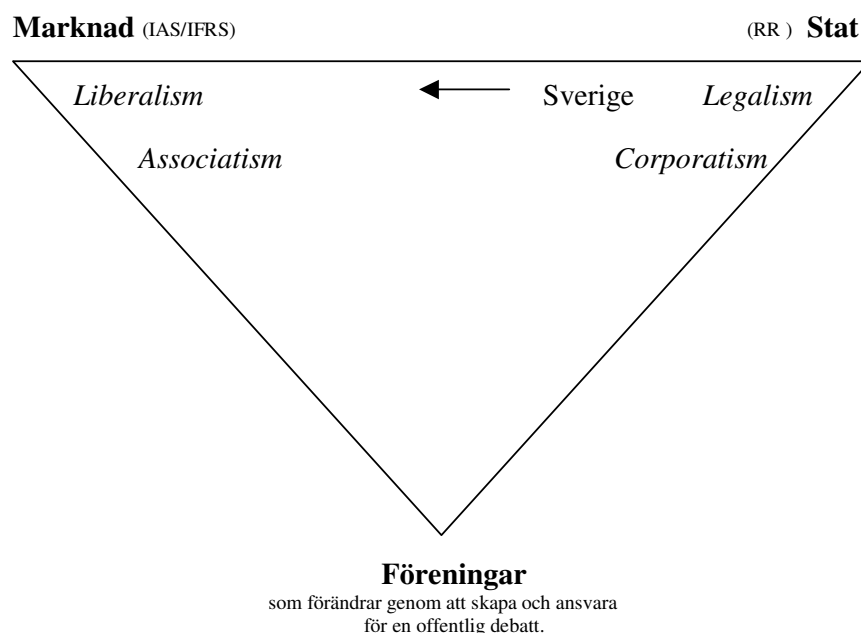 Marknad (IAS/IFRS) (RR ) Stat
Liberalism Sverige Legalism
Associatism Corporatism
Föreningar
som förändrar genom att skapa och ansvara
för en offentlig debatt.